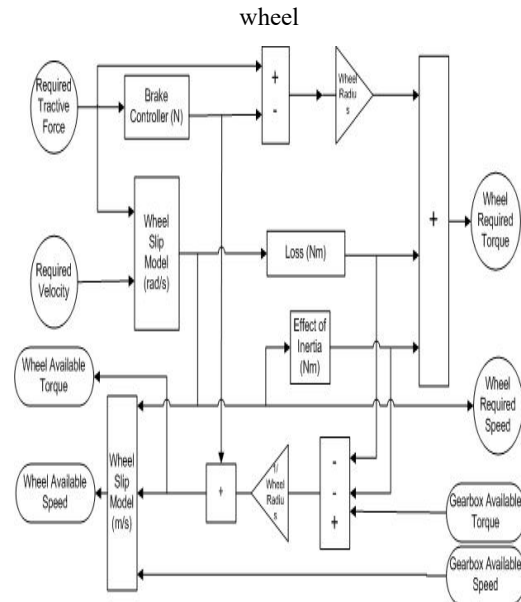 wheel
Required
Tractive
Force
Brake
Controller (N)
+
-
Wheel
Radiu
s
+
Wheel
Required
Torque
Required
Velocity
Wheel
Slip
Model
(rad/s)
Loss (Nm)
Effect of
Inertia
(Nm)
Wheel
Required
Speed
Wheel Available
Torque
Wheel Available
Speed
Wheel
Slip
Model
(m/s)
+
1/
Wheel
Radiu
s
-
-
+
Gearbox Available
Torque
Gearbox Available
Speed